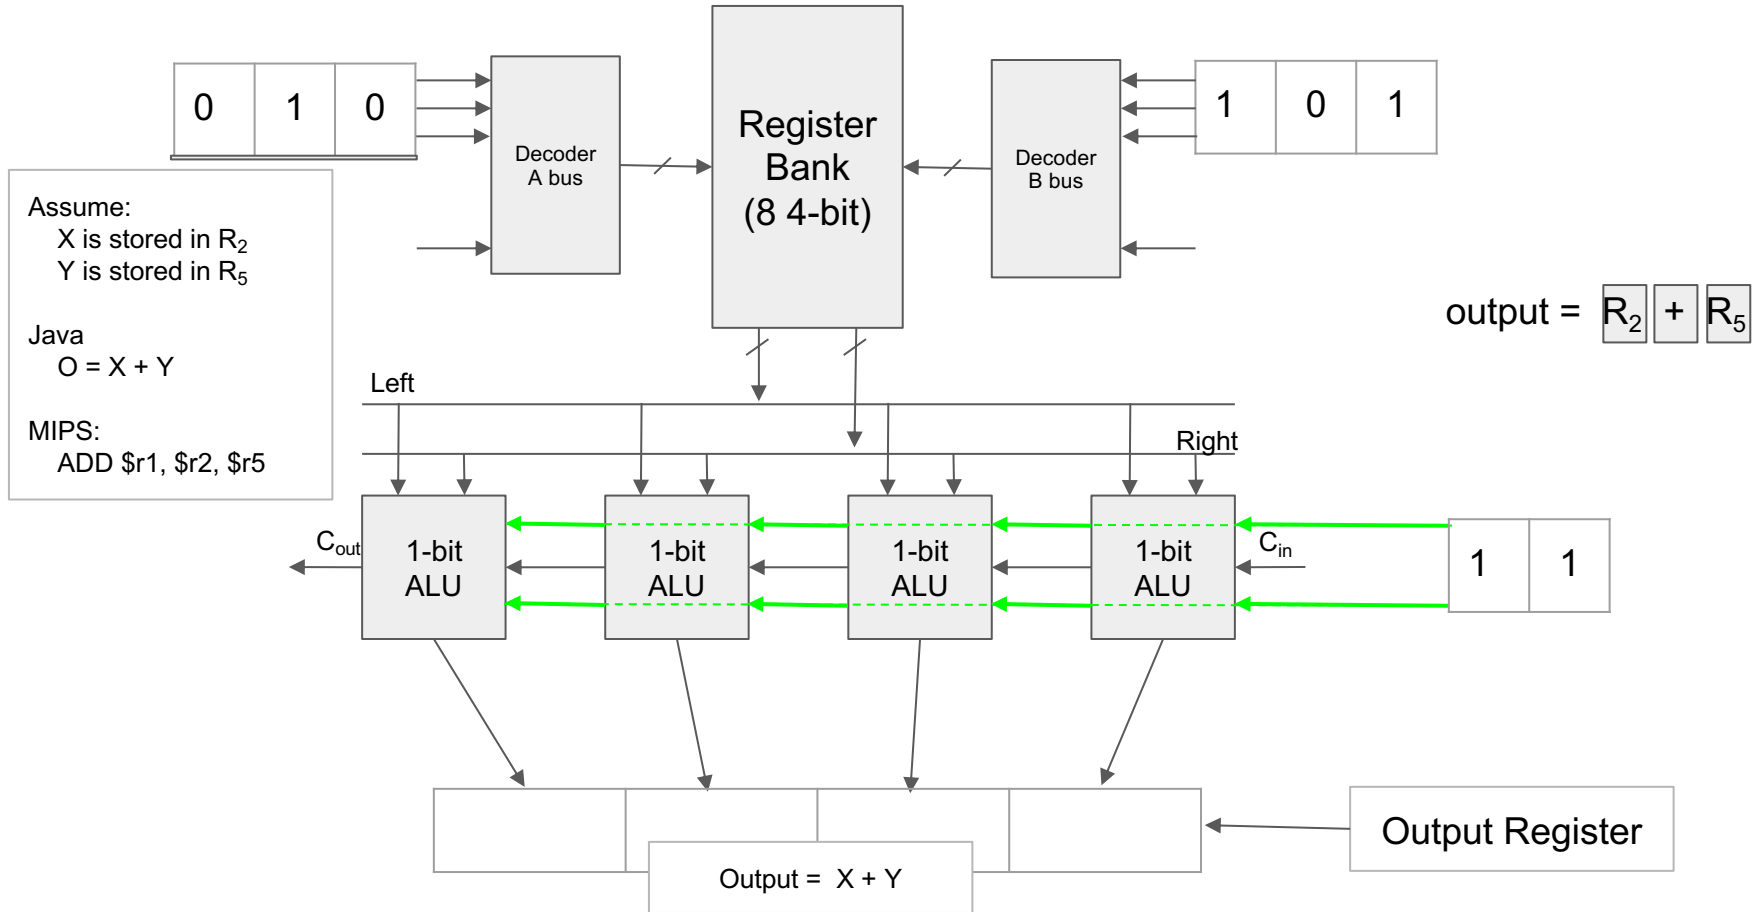 0 1 0
Decoder
A bus
Register
Bank
(8 4-bit)
Decoder
B bus
1 0 1
Assume:
X is stored in R₂
Y is stored in R₅
Java
O = X + Y
MIPS:
ADD $r1, $r2, $r5
output = R₂ + R₅
Left
Right
Cout
1-bit
ALU
1-bit
ALU
1-bit
ALU
1-bit
ALU
Cin
1 1
Output Register
Output = X + Y